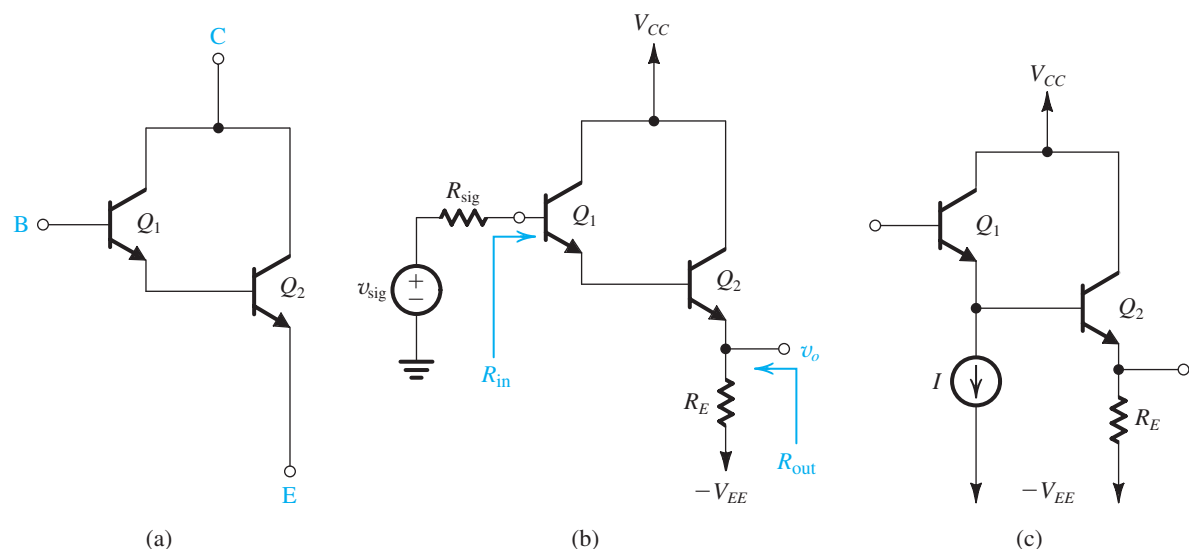 C
B
Q1
Q2
E
(a)
VCC
Rsig
Q1
vsig
+
−
Q2
Rin
vo
RE
Rout
−VEE
(b)
VCC
Q1
Q2
I
RE
−VEE
(c)